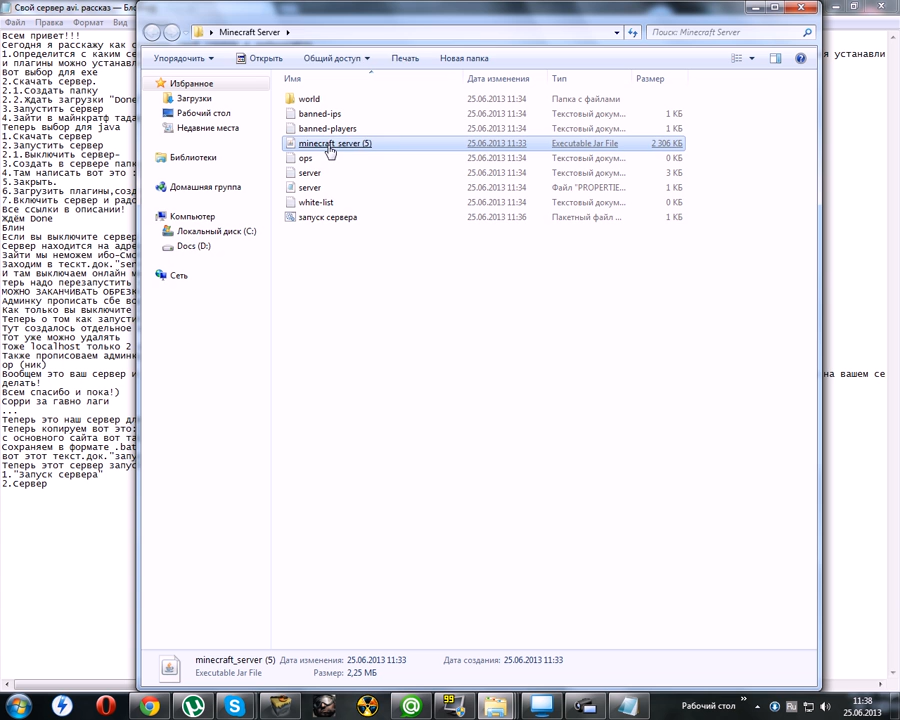 Свой сервер avi. рассказ — Бло
Файл Правка Формат Вид
Всем привет!!!
Сегодня я расскажу как с
1.Определится с каким се
и плагины можно устанавл
Вот выбор для exe
2.Скачать сервер.
2.1.Создать папку
2.2.Ждать загрузки "Done
3.Запустить сервер
4.Зайти в майнкрафт тада
Теперь выбор для java
1.Скачать сервер
2.Запустить сервер
2.1.Выключить сервер-
3.Создать в сервере папк
4.Там написать вот это :
5.Закрыть.
6.Загрузить плагины,созд
7.Включить сервер и радо
Все ссылки в описании!
Ждём Done
Блин
Если вы выключите сервер
Сервер находится на адре
Зайти мы неможем ибо-Смо
Заходим в тескт.док."ser
И там выключаем онлайн м
терь надо перезапустить
МОЖНО ЗАКАНЧИВАТЬ ОБРЕЗК
Админку прописать сбе во
Как только вы выключите
Теперь о том как запусти
Тут создалось отдельное
Тот уже можно удалять
Тоже localhost только 2
Также прописоваем админк
op (ник)
Вообщем это ваш сервер и
делать!
Всем спасибо и пока!)
Сорри за гавно лаги
...
Теперь это наш сервер дл
Теперь копируем вот это:
с основного сайта вот та
Сохраняем в формате .bat
вот этот текст.док."запу
Теперь этот сервер запус
1."Запуск сервера"
2.Сервер
я устанавли
на вашем се
Minecraft Server
Поиск: Minecraft Server
Упорядочить Открыть Общий доступ Печать Новая папка
Избранное
Загрузки
Рабочий стол
Недавние места
Библиотеки
Домашняя группа
Компьютер
Локальный диск (C:)
Docs (D:)
Сеть
Имя Дата изменения Тип Размер
world 25.06.2013 11:34 Папка с файлами
banned-ips 25.06.2013 11:34 Текстовый докум... 1 КБ
banned-players 25.06.2013 11:34 Текстовый докум... 1 КБ
minecraft_server (5) 25.06.2013 11:33 Executable Jar File 2 306 КБ
ops 25.06.2013 11:34 Текстовый докум... 0 КБ
server 25.06.2013 11:34 Текстовый докум... 3 КБ
server 25.06.2013 11:34 Файл "PROPERTIE... 1 КБ
white-list 25.06.2013 11:34 Текстовый докум... 0 КБ
запуск сервера 25.06.2013 11:36 Пакетный файл ... 1 КБ
minecraft_server (5) Дата изменения: 25.06.2013 11:33 Дата создания: 25.06.2013 11:33
Executable Jar File Размер: 2,25 МБ
99
Рабочий стол
Ru
11:38
25.06.2013